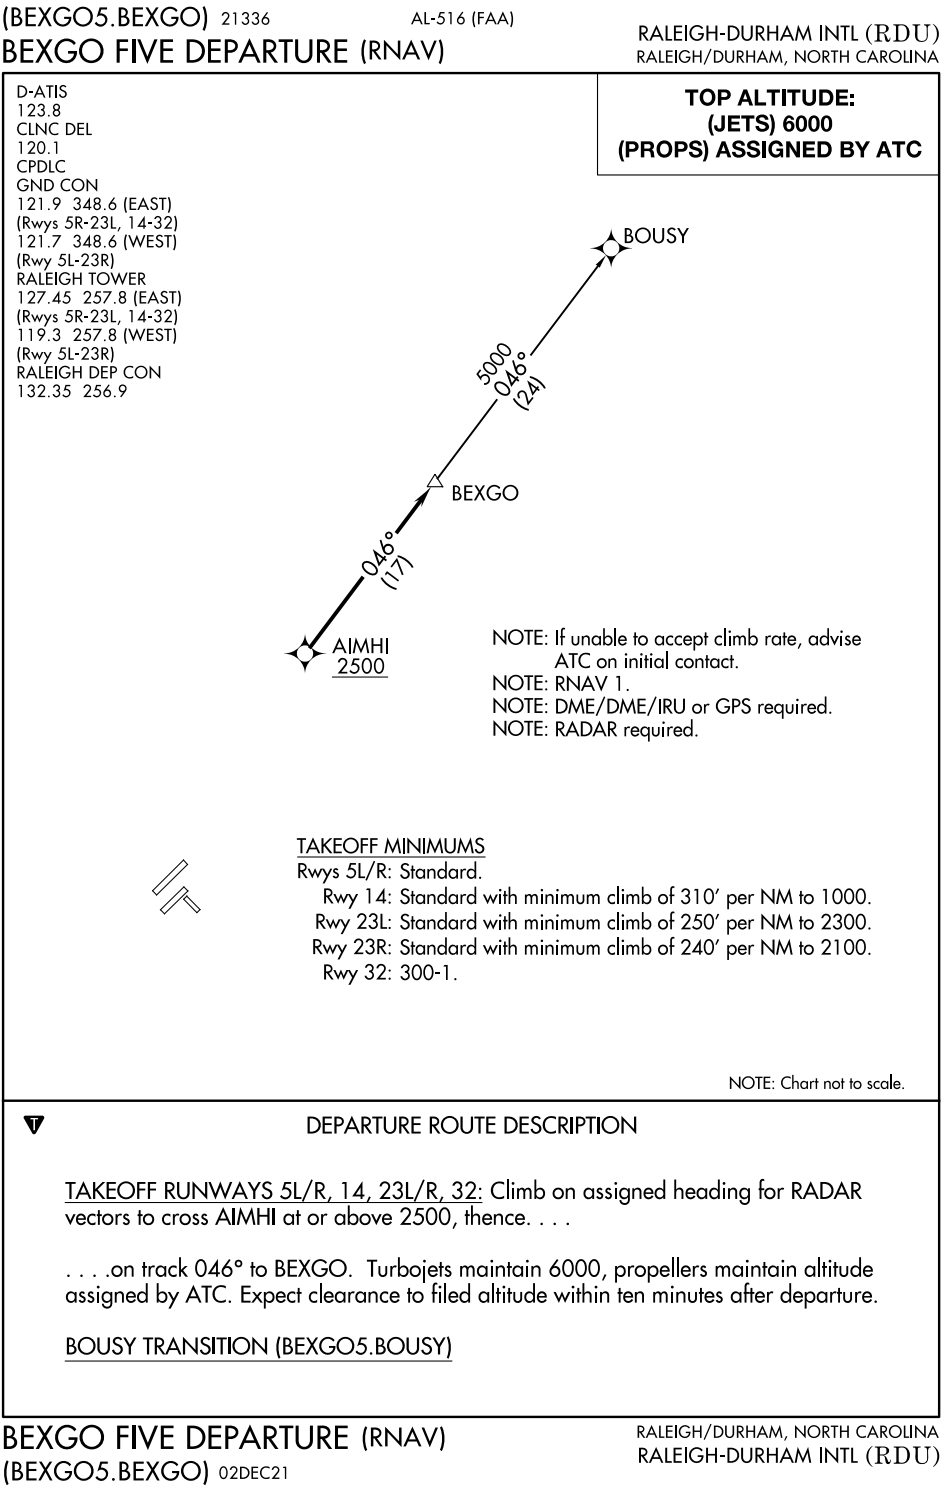 (BEXGO5.BEXGO) 21336
AL-516 (FAA)
BEXGO FIVE DEPARTURE (RNAV)
RALEIGH-DURHAM INTL (RDU)
RALEIGH/DURHAM, NORTH CAROLINA
D-ATIS
123.8
CLNC DEL
120.1
CPDLC
GND CON
121.9 348.6 (EAST)
(Rwys 5R-23L, 14-32)
121.7 348.6 (WEST)
(Rwy 5L-23R)
RALEIGH TOWER
127.45 257.8 (EAST)
(Rwys 5R-23L, 14-32)
119.3 257.8 (WEST)
(Rwy 5L-23R)
RALEIGH DEP CON
132.35 256.9
TOP ALTITUDE:
(JETS) 6000
(PROPS) ASSIGNED BY ATC
BOUSY
5000
046°
(24)
BEXGO
046°
(17)
AIMHI
2500
NOTE: If unable to accept climb rate, advise
ATC on initial contact.
NOTE: RNAV 1.
NOTE: DME/DME/IRU or GPS required.
NOTE: RADAR required.
TAKEOFF MINIMUMS
Rwys 5L/R: Standard.
Rwy 14: Standard with minimum climb of 310' per NM to 1000.
Rwy 23L: Standard with minimum climb of 250' per NM to 2300.
Rwy 23R: Standard with minimum climb of 240' per NM to 2100.
Rwy 32: 300-1.
NOTE: Chart not to scale.
T
DEPARTURE ROUTE DESCRIPTION
TAKEOFF RUNWAYS 5L/R, 14, 23L/R, 32: Climb on assigned heading for RADAR
vectors to cross AIMHI at or above 2500, thence. . . .
. . . .on track 046° to BEXGO. Turbojets maintain 6000, propellers maintain altitude
assigned by ATC. Expect clearance to filed altitude within ten minutes after departure.
BOUSY TRANSITION (BEXGO5.BOUSY)
BEXGO FIVE DEPARTURE (RNAV)
(BEXGO5.BEXGO) 02DEC21
RALEIGH/DURHAM, NORTH CAROLINA
RALEIGH-DURHAM INTL (RDU)